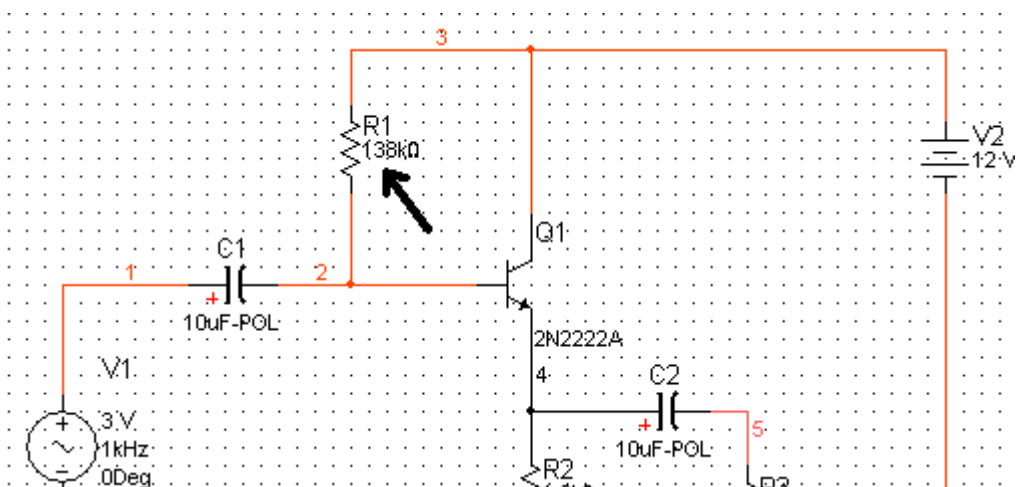 3
R1
138kΩ
V2
12 V
Q1
C1
1
2
+
10uF-POL
2N2222A
V1
4
C2
3 V
1kHz
0Deg
+
10uF-POL
5
R2